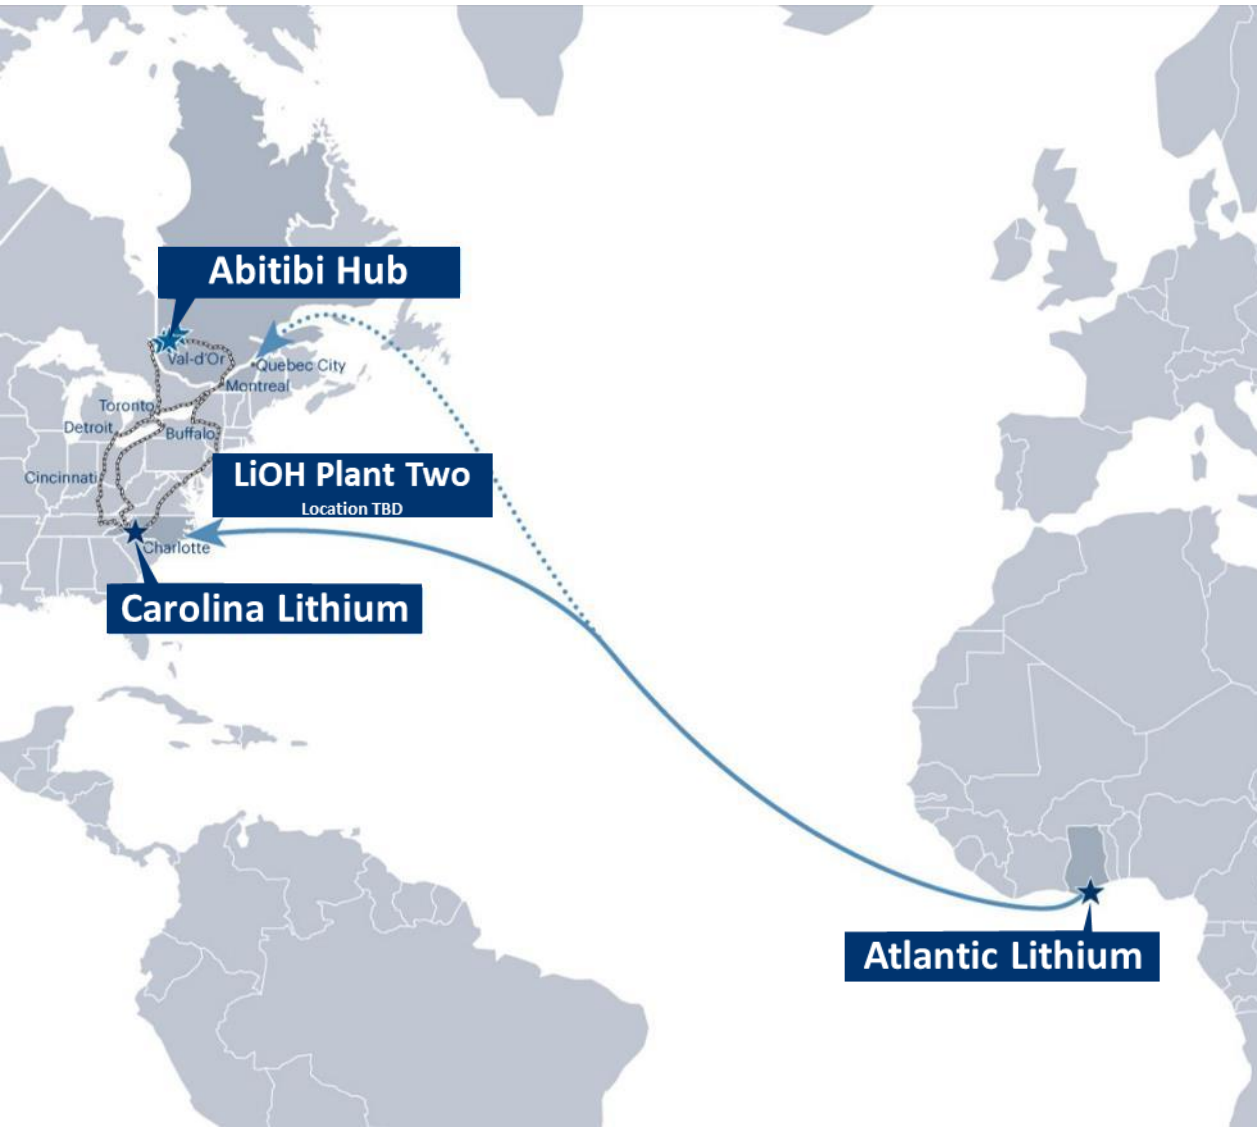 Abitibi Hub
Val-d'Or
Quebec City
Montreal
Toronto
Detroit
Buffalo
Cincinnati
LiOH Plant Two
Location TBD
Charlotte
Carolina Lithium
Atlantic Lithium